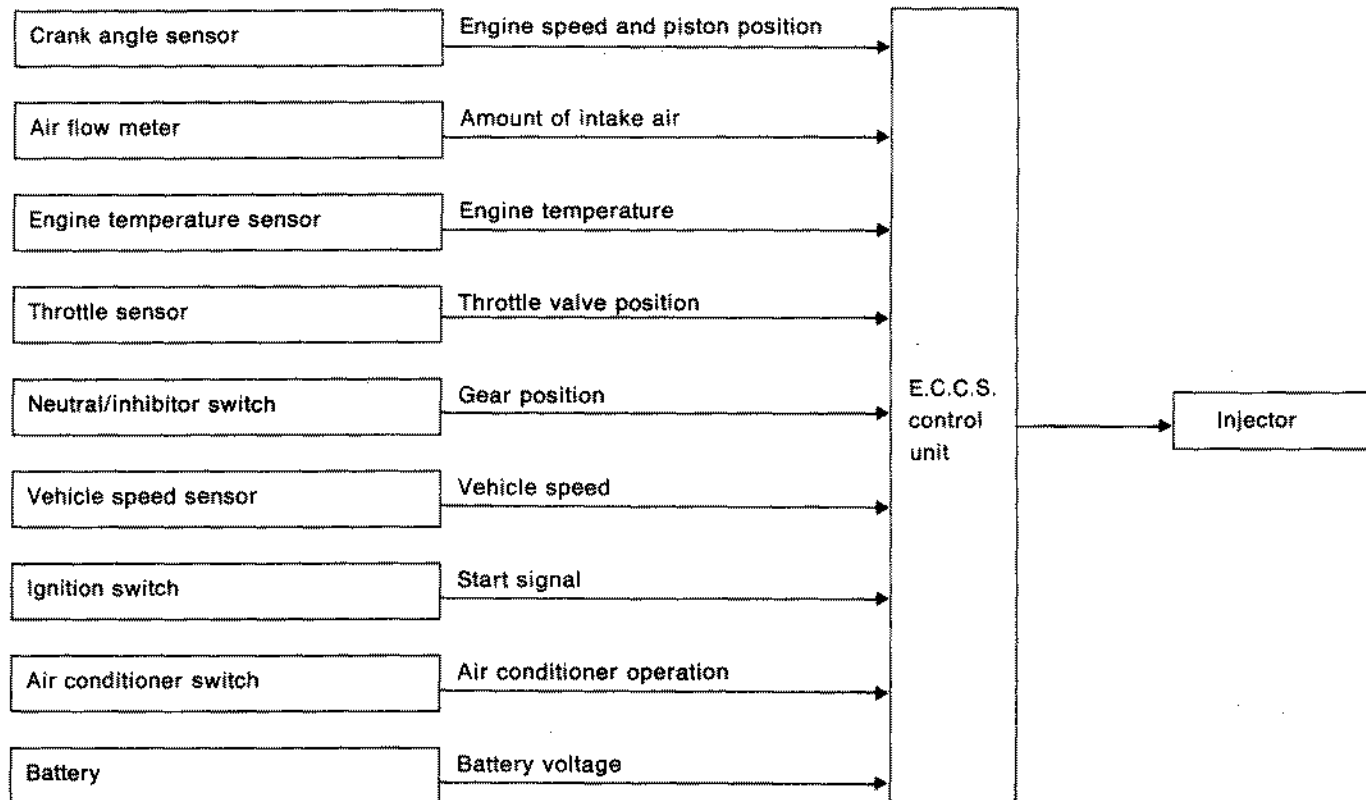 Crank angle sensor
Engine speed and piston position
Air flow meter
Amount of intake air
Engine temperature sensor
Engine temperature
Throttle sensor
Throttle valve position
Neutral/inhibitor switch
Gear position
Vehicle speed sensor
Vehicle speed
Ignition switch
Start signal
Air conditioner switch
Air conditioner operation
Battery
Battery voltage
E.C.C.S.
control
unit
Injector